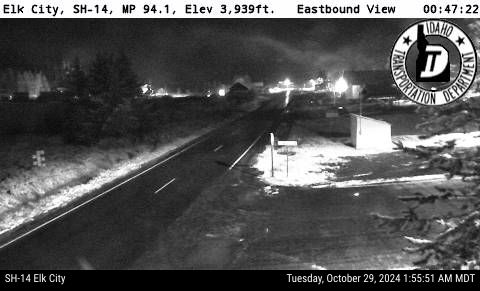 Elk City, SH-14, MP 94.1, Elev 3,939ft.   Eastbound View   00:47:22
IDAHO
TRANSPORTATION DEPARTMENT
SH-14 Elk City   Tuesday, October 29, 2024 1:55:51 AM MDT